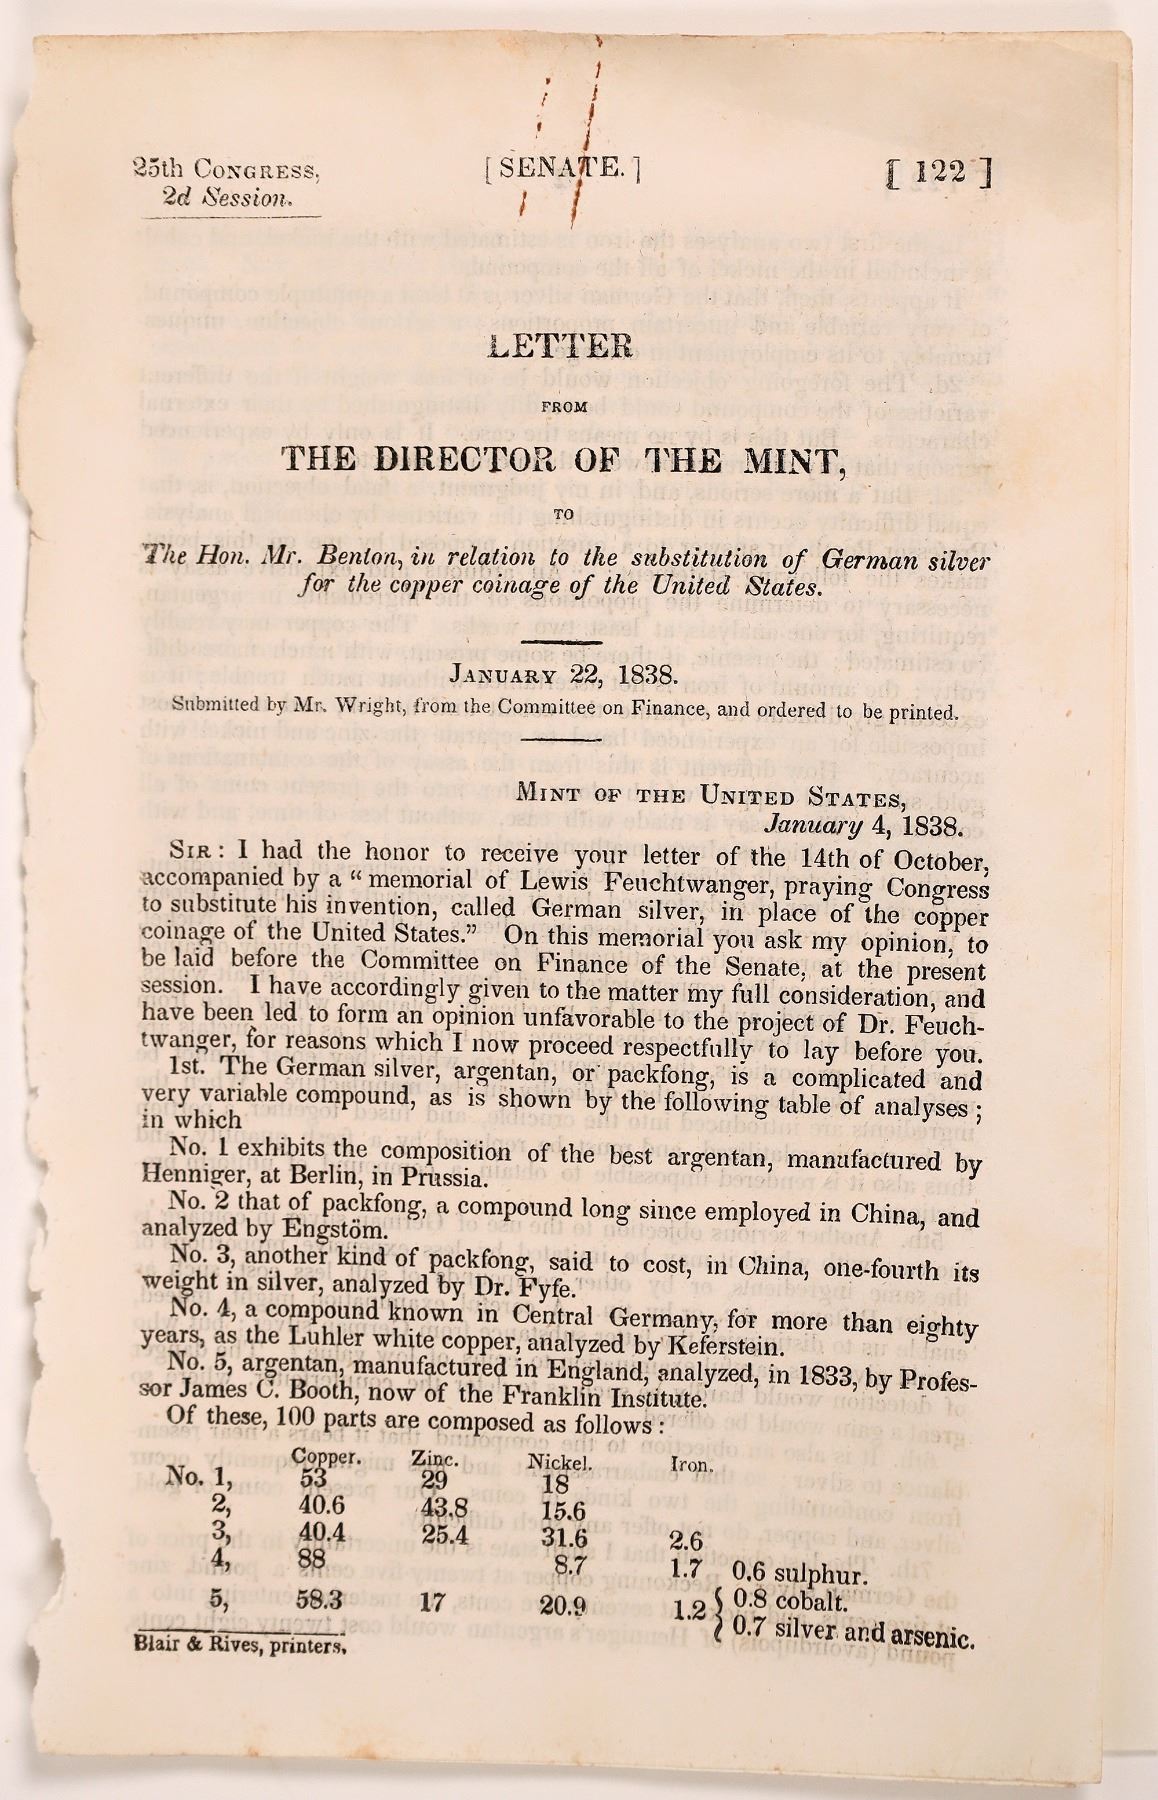 25th CONGRESS,
2d Session.
[ SENATE. ]
[ 122 ]
LETTER
FROM
THE DIRECTOR OF THE MINT,
TO
The Hon. Mr. Benton, in relation to the substitution of German silver
for the copper coinage of the United States.
JANUARY 22, 1838.
Submitted by Mr. Wright, from the Committee on Finance, and ordered to be printed.
MINT OF THE UNITED STATES,
January 4, 1838.
SIR: I had the honor to receive your letter of the 14th of October,
accompanied by a “ memorial of Lewis Feuchtwanger, praying Congress
to substitute his invention, called German silver, in place of the copper
coinage of the United States.” On this memorial you ask my opinion, to
be laid before the Committee on Finance of the Senate, at the present
session. I have accordingly given to the matter my full consideration, and
have been led to form an opinion unfavorable to the project of Dr. Feuch-
twanger, for reasons which I now proceed respectfully to lay before you.
1st. The German silver, argentan, or packfong, is a complicated and
very variable compound, as is shown by the following table of analyses ;
in which
No. 1 exhibits the composition of the best argentan, manufactured by
Henniger, at Berlin, in Prussia.
No. 2 that of packfong, a compound long since employed in China, and
analyzed by Engstöm.
No. 3, another kind of packfong, said to cost, in China, one-fourth its
weight in silver, analyzed by Dr. Fyfe.
No. 4, a compound known in Central Germany, for more than eighty
years, as the Luhler white copper, analyzed by Keferstein.
No. 5, argentan, manufactured in England, analyzed, in 1833, by Profes-
sor James C. Booth, now of the Franklin Institute.
Of these, 100 parts are composed as follows :
Copper. Zinc. Nickel. Iron.
No. 1, 53 29 18
2, 40.6 43.8 15.6
3, 40.4 25.4 31.6 2.6
4, 88 8.7 1.7 0.6 sulphur.
5, 58.3 17 20.9 1.2 { 0.8 cobalt.
0.7 silver and arsenic.
Blair & Rives, printers.